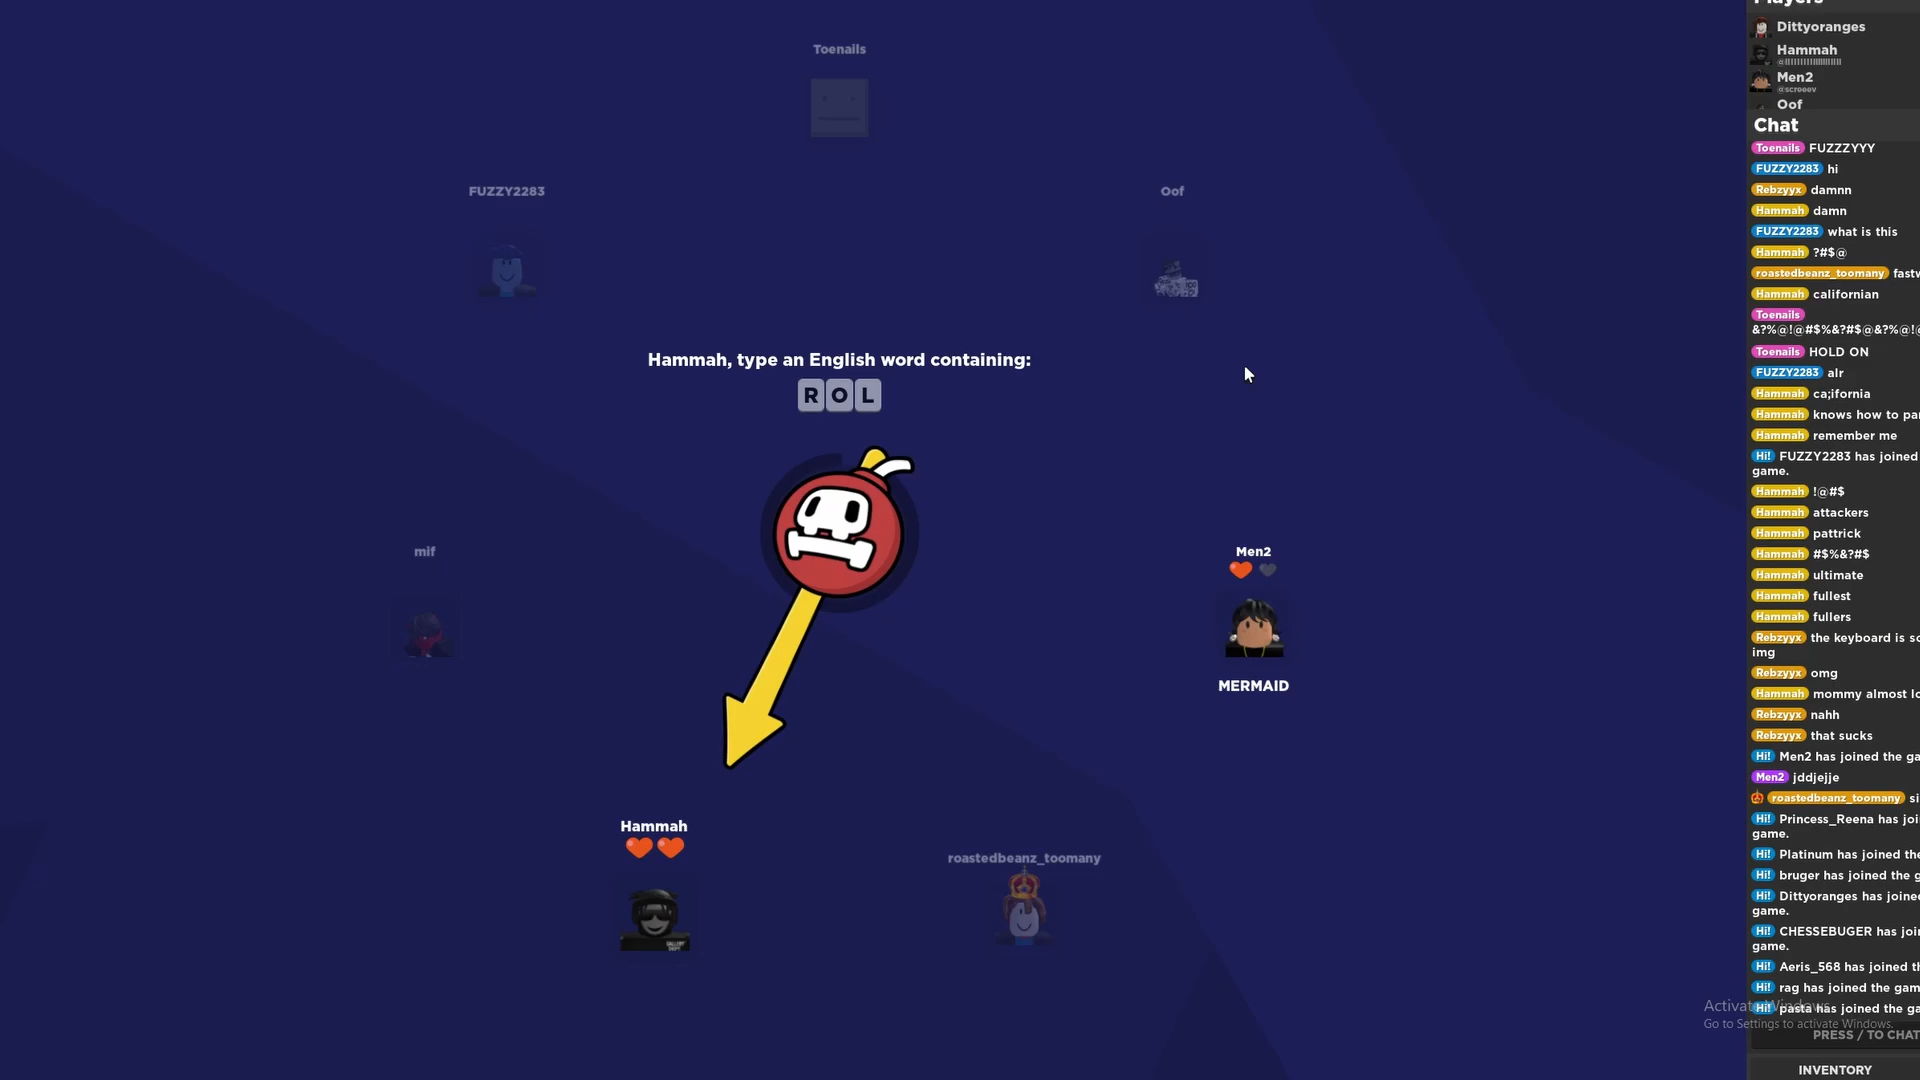 Toenails
FUZZY2283
Oof
Hammah, type an English word containing:
R O L
mif
Men2
MERMAID
Hammah
roastedbeanz_toomany
Players
Dittyoranges
Hammah
Men2
@screeev
Oof
Chat
Toenails FUZZZYYY
FUZZY2283 hi
Rebzyyx damnn
Hammah damn
FUZZY2283 what is this
Hammah ?#$@
roastedbeanz_toomany fastw
Hammah californian
Toenails
&?%@!@#$%&?#$@&?%@!@
Toenails HOLD ON
FUZZY2283 alr
Hammah ca;ifornia
Hammah knows how to par
Hammah remember me
Hi! FUZZY2283 has joined
game.
Hammah !@#$
Hammah attackers
Hammah pattrick
Hammah #$%&?#$
Hammah ultimate
Hammah fullest
Hammah fullers
Rebzyyx the keyboard is so
img
Rebzyyx omg
Hammah mommy almost lo
Rebzyyx nahh
Rebzyyx that sucks
Hi! Men2 has joined the ga
Men2 jddjejje
roastedbeanz_toomany si
Hi! Princess_Reena has joi
game.
Hi! Platinum has joined the
Hi! bruger has joined the g
Hi! Dittyoranges has joined
game.
Hi! CHESSEBUGER has join
game.
Hi! Aeris_568 has joined th
Hi! rag has joined the gam
Hi! pasta has joined the ga
Activate Windows
Go to Settings to activate Windows.
PRESS / TO CHAT
INVENTORY